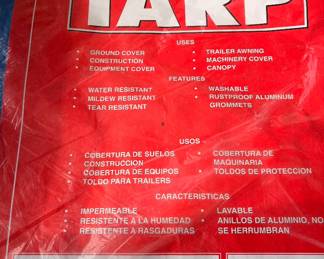 TARP
USES
• GROUND COVER
• CONSTRUCTION
• EQUIPMENT COVER
• TRAILER AWNING
• MACHINERY COVER
• CANOPY
FEATURES
• WATER RESISTANT
• MILDEW RESISTANT
• TEAR RESISTANT
• WASHABLE
• RUSTPROOF ALUMINUM
GROMMETS
USOS
• COBERTURA DE SUELOS
• CONSTRUCCION
• COBERTURA DE EQUIPOS
• TOLDO PARA TRAILERS
• COBERTURA DE
MAQUINARIA
• TOLDOS DE PROTECCION
CARACTERISTICAS
• IMPERMEABLE
• RESISTENTE A LA HUMEDAD
• RESISTENTE A RASGADURAS
• LAVABLE
• ANILLOS DE ALUMINIO, NO
SE HERRUMBRAN